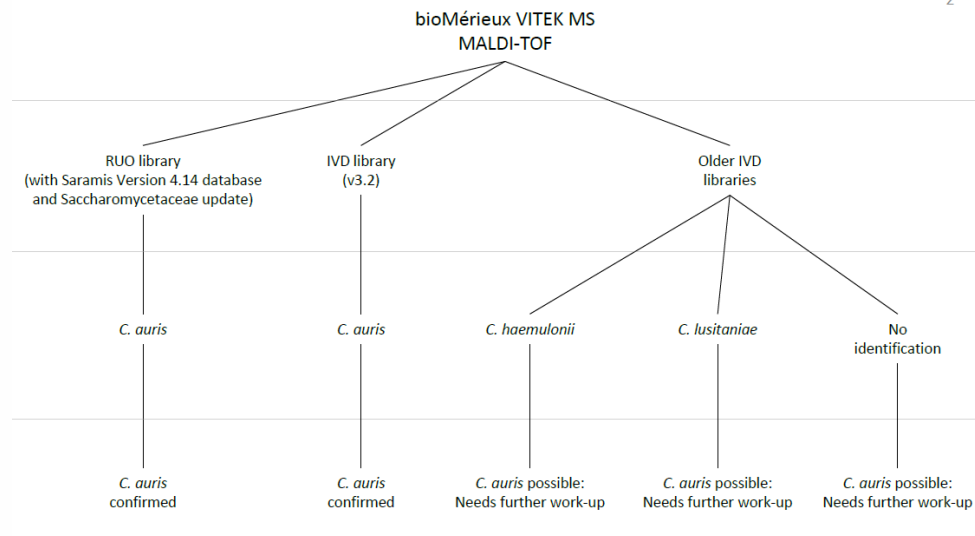 2
bioMérieux VITEK MS
MALDI-TOF
RUO library
(with Saramis Version 4.14 database
and Saccharomycetaceae update)
IVD library
(v3.2)
Older IVD
libraries
C. auris
C. auris
C. haemulonii
C. lusitaniae
No
identification
C. auris
confirmed
C. auris
confirmed
C. auris possible:
Needs further work-up
C. auris possible:
Needs further work-up
C. auris possible:
Needs further work-up